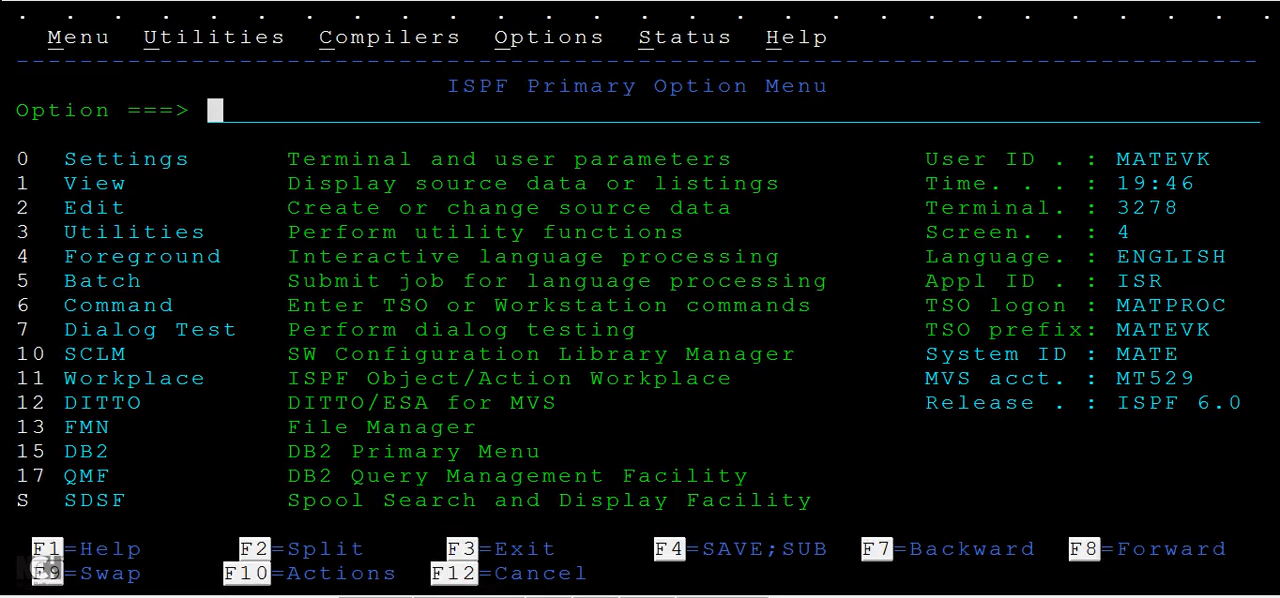 Menu Utilities Compilers Options Status Help
ISPF Primary Option Menu
Option ===>
0 Settings Terminal and user parameters User ID . : MATEVK
1 View Display source data or listings Time. . . : 19:46
2 Edit Create or change source data Terminal. : 3278
3 Utilities Perform utility functions Screen. . : 4
4 Foreground Interactive language processing Language. : ENGLISH
5 Batch Submit job for language processing Appl ID . : ISR
6 Command Enter TSO or Workstation commands TSO logon : MATPROC
7 Dialog Test Perform dialog testing TSO prefix: MATEVK
10 SCLM SW Configuration Library Manager System ID : MATE
11 Workplace ISPF Object/Action Workplace MVS acct. : MT529
12 DITTO DITTO/ESA for MVS Release . : ISPF 6.0
13 FMN File Manager
15 DB2 DB2 Primary Menu
17 QMF DB2 Query Management Facility
S SDSF Spool Search and Display Facility
F1=Help F2=Split F3=Exit F4=SAVE;SUB F7=Backward F8=Forward
F9=Swap F10=Actions F12=Cancel